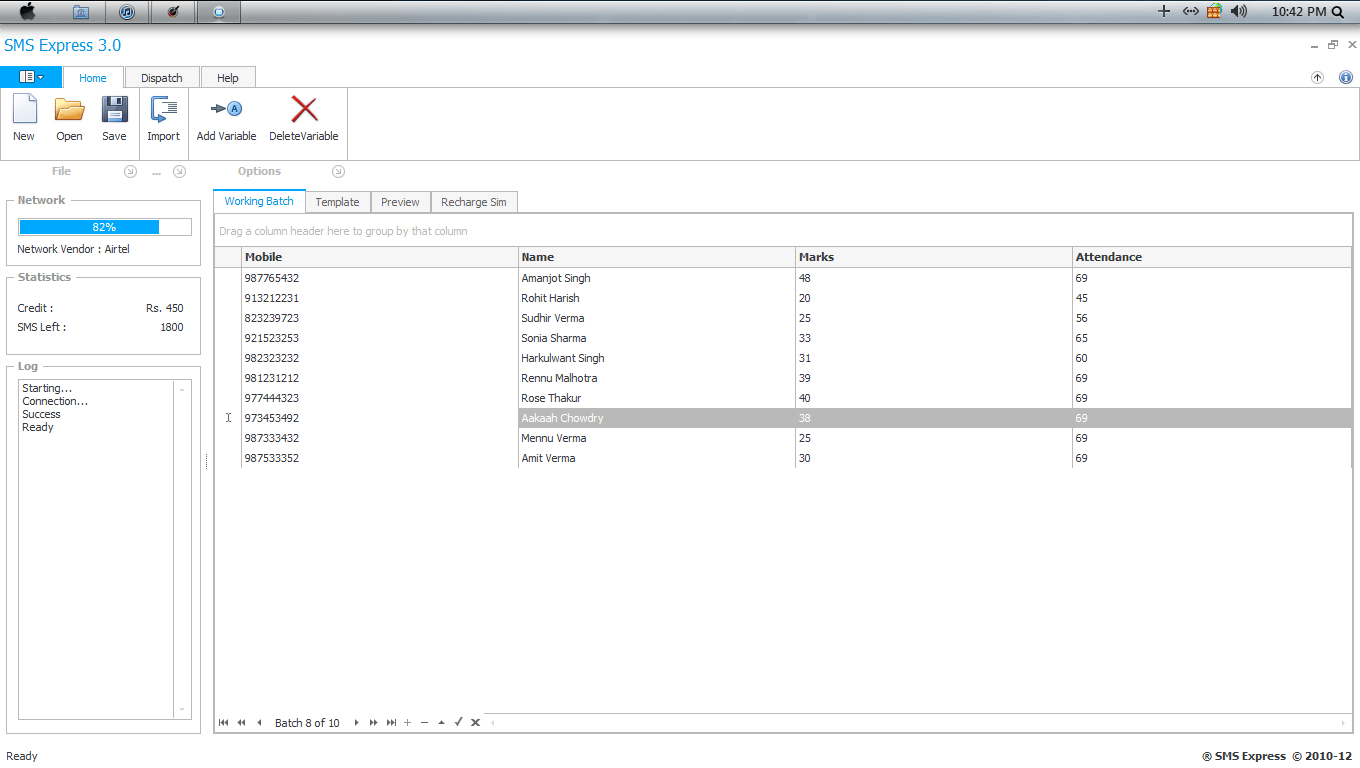 10:42 PM
SMS Express 3.0
Home Dispatch Help
New Open Save Import Add Variable DeleteVariable
File ... Options
Network
82%
Network Vendor : Airtel
Statistics
Credit : Rs. 450
SMS Left : 1800
Log
Starting...
Connection...
Success
Ready
Working Batch Template Preview Recharge Sim
Drag a column header here to group by that column
Mobile Name Marks Attendance
987765432 Amanjot Singh 48 69
913212231 Rohit Harish 20 45
823239723 Sudhir Verma 25 56
921523253 Sonia Sharma 33 65
982323232 Harkulwant Singh 31 60
981231212 Rennu Malhotra 39 69
977444323 Rose Thakur 40 69
973453492 Aakaah Chowdry 38 69
987333432 Mennu Verma 25 69
987533352 Amit Verma 30 69
Batch 8 of 10
Ready ® SMS Express © 2010-12